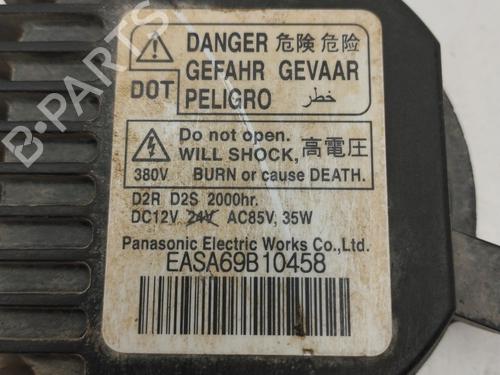 DANGER 危険 危险
GEFAHR GEVAAR
DOT PELIGRO خطر
Do not open.
WILL SHOCK, 高電圧
380V BURN or cause DEATH.
D2R D2S 2000hr.
DC12V 24V AC85V, 35W
Panasonic Electric Works Co., Ltd.
EASA69B10458
B-PARTS